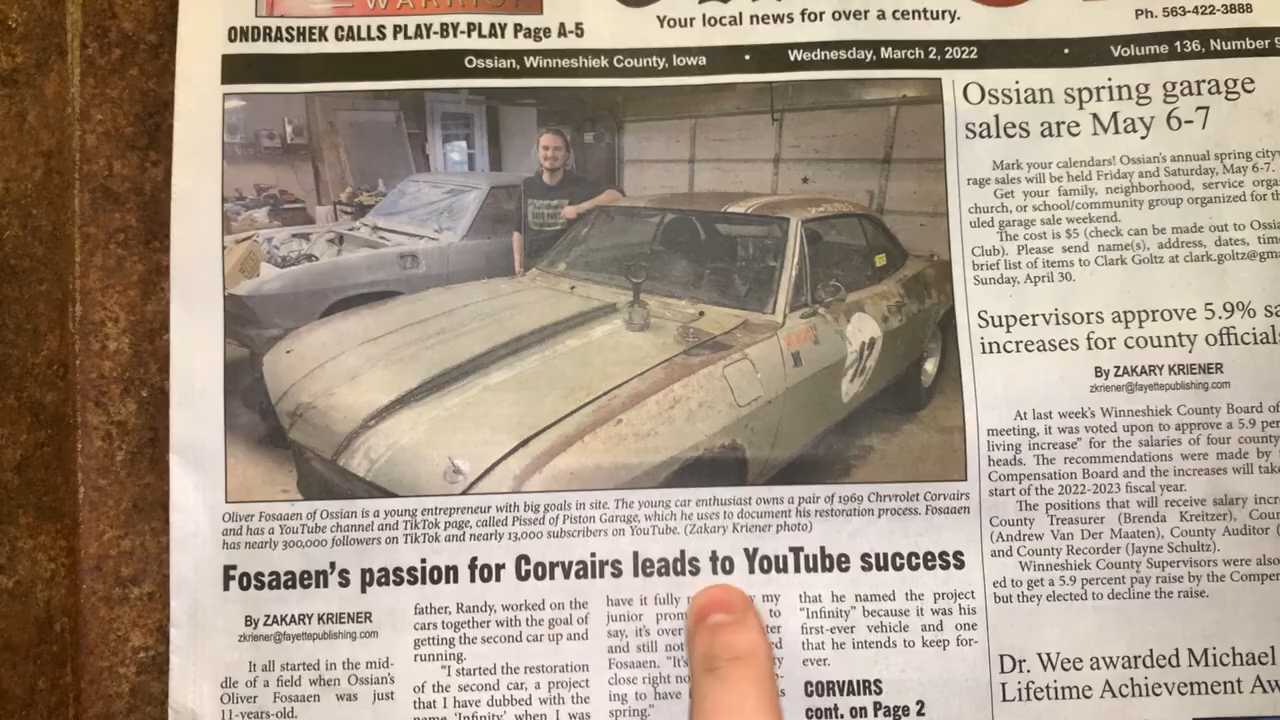 WARRIOR
ONDRASHEK CALLS PLAY-BY-PLAY Page A-5
Your local news for over a century.
Ph. 563-422-3888
Ossian, Winneshiek County, Iowa • Wednesday, March 2, 2022 • Volume 136, Number 9
Oliver Fosaaen of Ossian is a young entrepreneur with big goals in site. The young car enthusiast owns a pair of 1969 Chrvrolet Corvairs
and has a YouTube channel and TikTok page, called Pissed of Piston Garage, which he uses to document his restoration process. Fosaaen
has nearly 300,000 followers on TikTok and nearly 13,000 subscribers on YouTube. (Zakary Kriener photo)
Fosaaen's passion for Corvairs leads to YouTube success
By ZAKARY KRIENER
zkriener@fayettepublishing.com
It all started in the mid-
dle of a field when Ossian's
Oliver Fosaaen was just
11-years-old.
father, Randy, worked on the
cars together with the goal of
getting the second car up and
running.
"I started the restoration
of the second car, a project
that I have dubbed with the
name 'Infinity' when I was
have it fully my
junior prom to
say, it's over
and still not
Fosaaen. "It's
close right no
ing to have
spring."
that he named the project
"Infinity" because it was his
first-ever vehicle and one
that he intends to keep for-
ever.
CORVAIRS
cont. on Page 2
Ossian spring garage
sales are May 6-7
Mark your calendars! Ossian's annual spring city
rage sales will be held Friday and Saturday, May 6-7.
Get your family, neighborhood, service orga
church, or school/community group organized for th
uled garage sale weekend.
The cost is $5 (check can be made out to Ossia
Club). Please send name(s), address, dates, tim
brief list of items to Clark Goltz at clark.goltz@gm
Sunday, April 30.
Supervisors approve 5.9% sa
increases for county official
By ZAKARY KRIENER
zkriener@fayettepublishing.com
At last week's Winneshiek County Board of
meeting, it was voted upon to approve a 5.9 per
living increase" for the salaries of four county
heads. The recommendations were made by
Compensation Board and the increases will take
start of the 2022-2023 fiscal year.
The positions that will receive salary incr
County Treasurer (Brenda Kreitzer), Coun
(Andrew Van Der Maaten), County Auditor (
and County Recorder (Jayne Schultz).
Winneshiek County Supervisors were also
ed to get a 5.9 percent pay raise by the Comper
but they elected to decline the raise.
Dr. Wee awarded Michael
Lifetime Achievement Aw